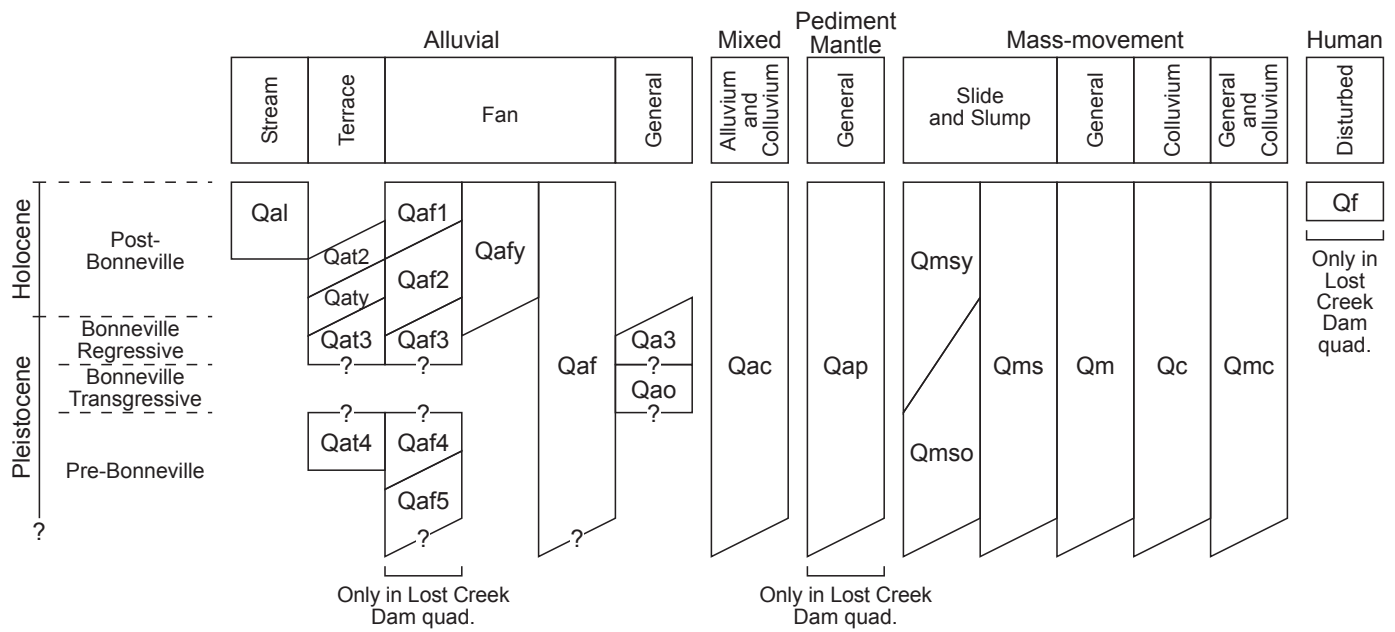 Alluvial
Mixed
Pediment
Mantle
Mass-movement
Human
Stream
Terrace
Fan
General
Alluvium
and
Colluvium
General
Slide
and Slump
General
Colluvium
General
and
Colluvium
Disturbed
Holocene
Pleistocene
?
Post-
Bonneville
Bonneville
Regressive
Bonneville
Transgressive
Pre-Bonneville
Qal
Qat2
Qaty
Qat3
?
?
Qat4
Qaf1
Qaf2
Qaf3
?
?
Qaf4
Qaf5
?
Only in Lost Creek
Dam quad.
Qafy
Qaf
?
Qa3
?
Qao
?
Qac
Qap
Only in Lost Creek
Dam quad.
Qmsy
Qmso
Qms
Qm
Qc
Qmc
Qf
Only in
Lost
Creek
Dam
quad.